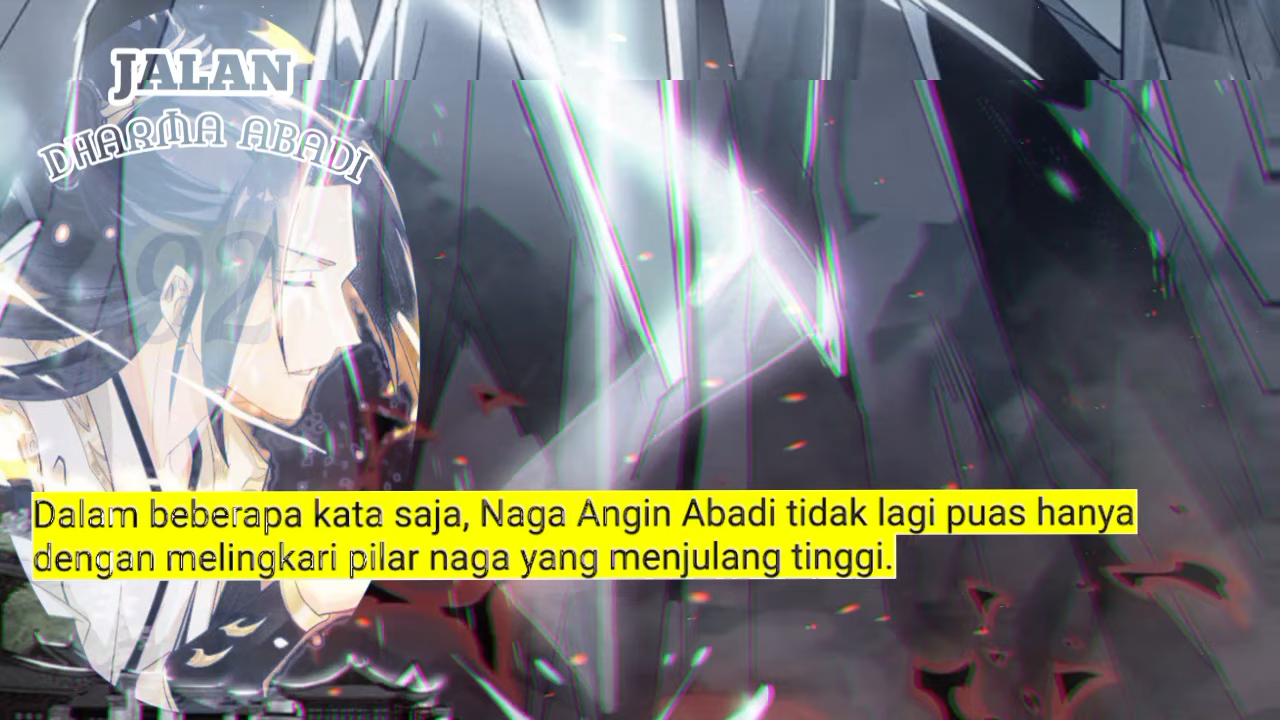 JALAN
DHARMA ABADI
92
Dalam beberapa kata saja, Naga Angin Abadi tidak lagi puas hanya
dengan melingkari pilar naga yang menjulang tinggi.